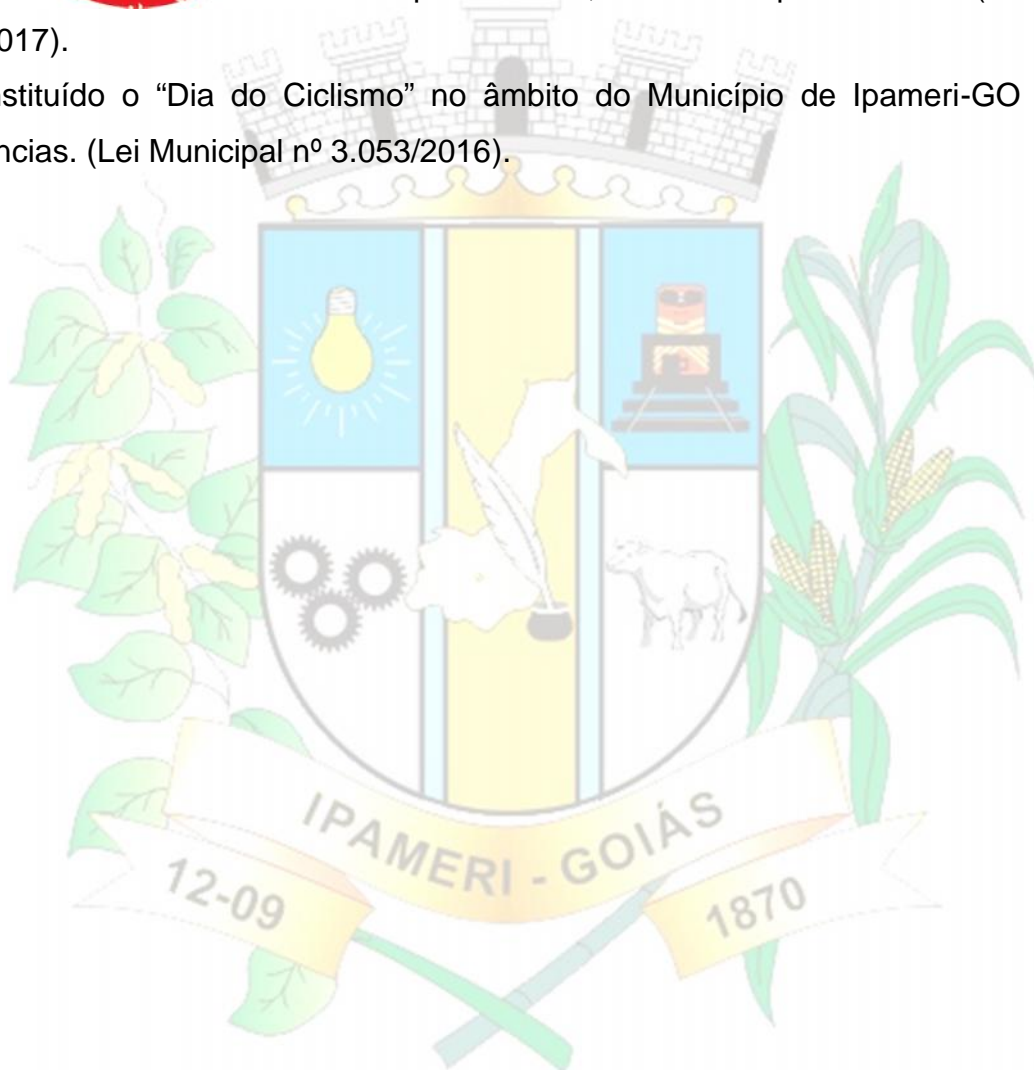 017).
nstituído o “Dia do Ciclismo” no âmbito do Município de Ipameri-GO
ncias. (Lei Municipal nº 3.053/2016).
IPAMERI - GOIÁS
12-09
1870